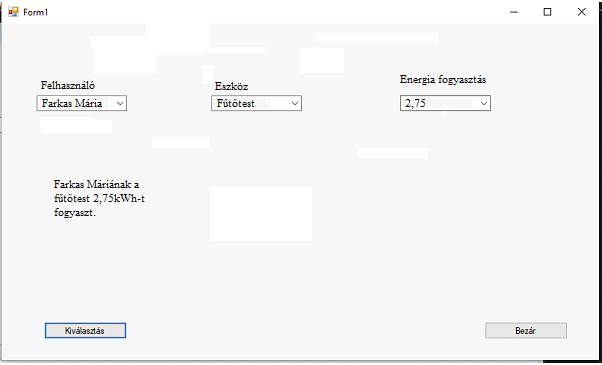 Form1
Felhasználó
Eszköz
Energia fogyasztás
Farkas Mária
Fűtőtest
2,75
Farkas Máriának a
fűtőtest 2,75kWh-t
fogyaszt.
Kiválasztás
Bezár